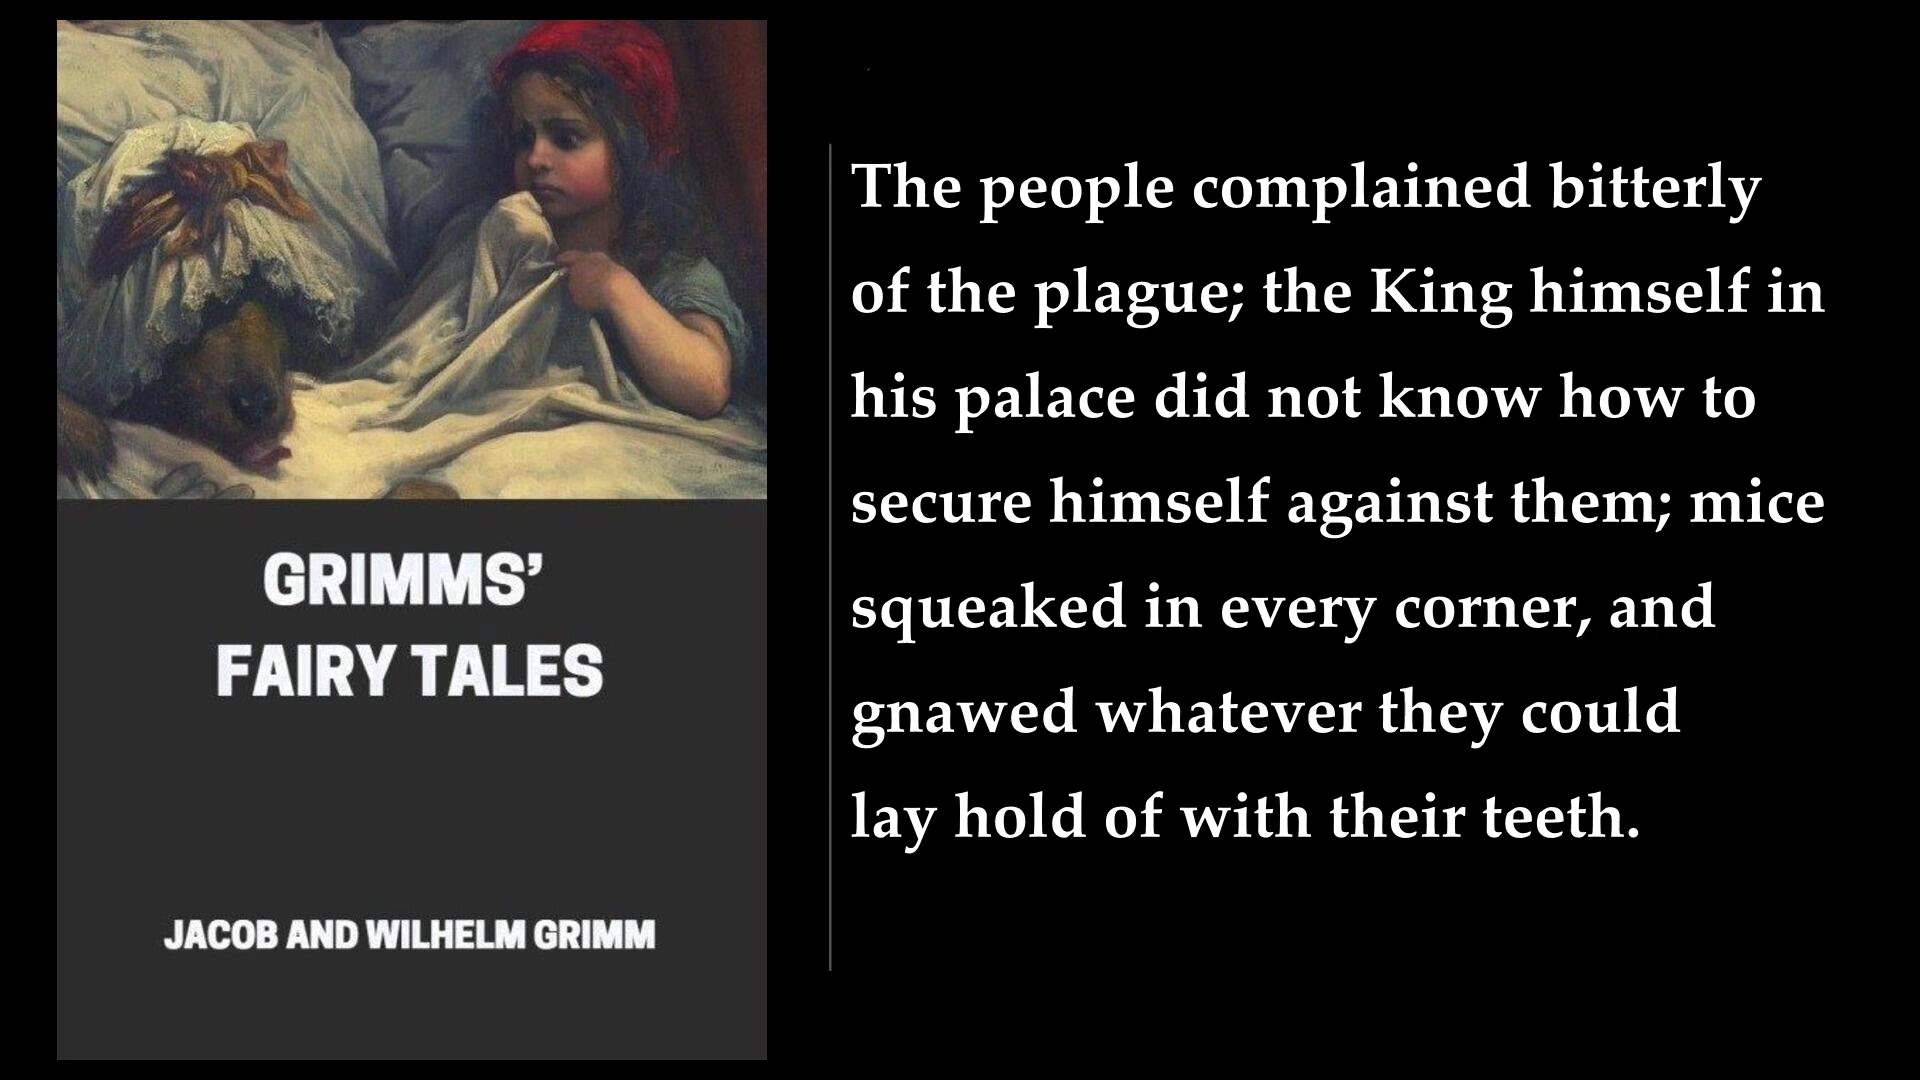 GRIMMS’
FAIRY TALES
JACOB AND WILHELM GRIMM
The people complained bitterly
of the plague; the King himself in
his palace did not know how to
secure himself against them; mice
squeaked in every corner, and
gnawed whatever they could
lay hold of with their teeth.